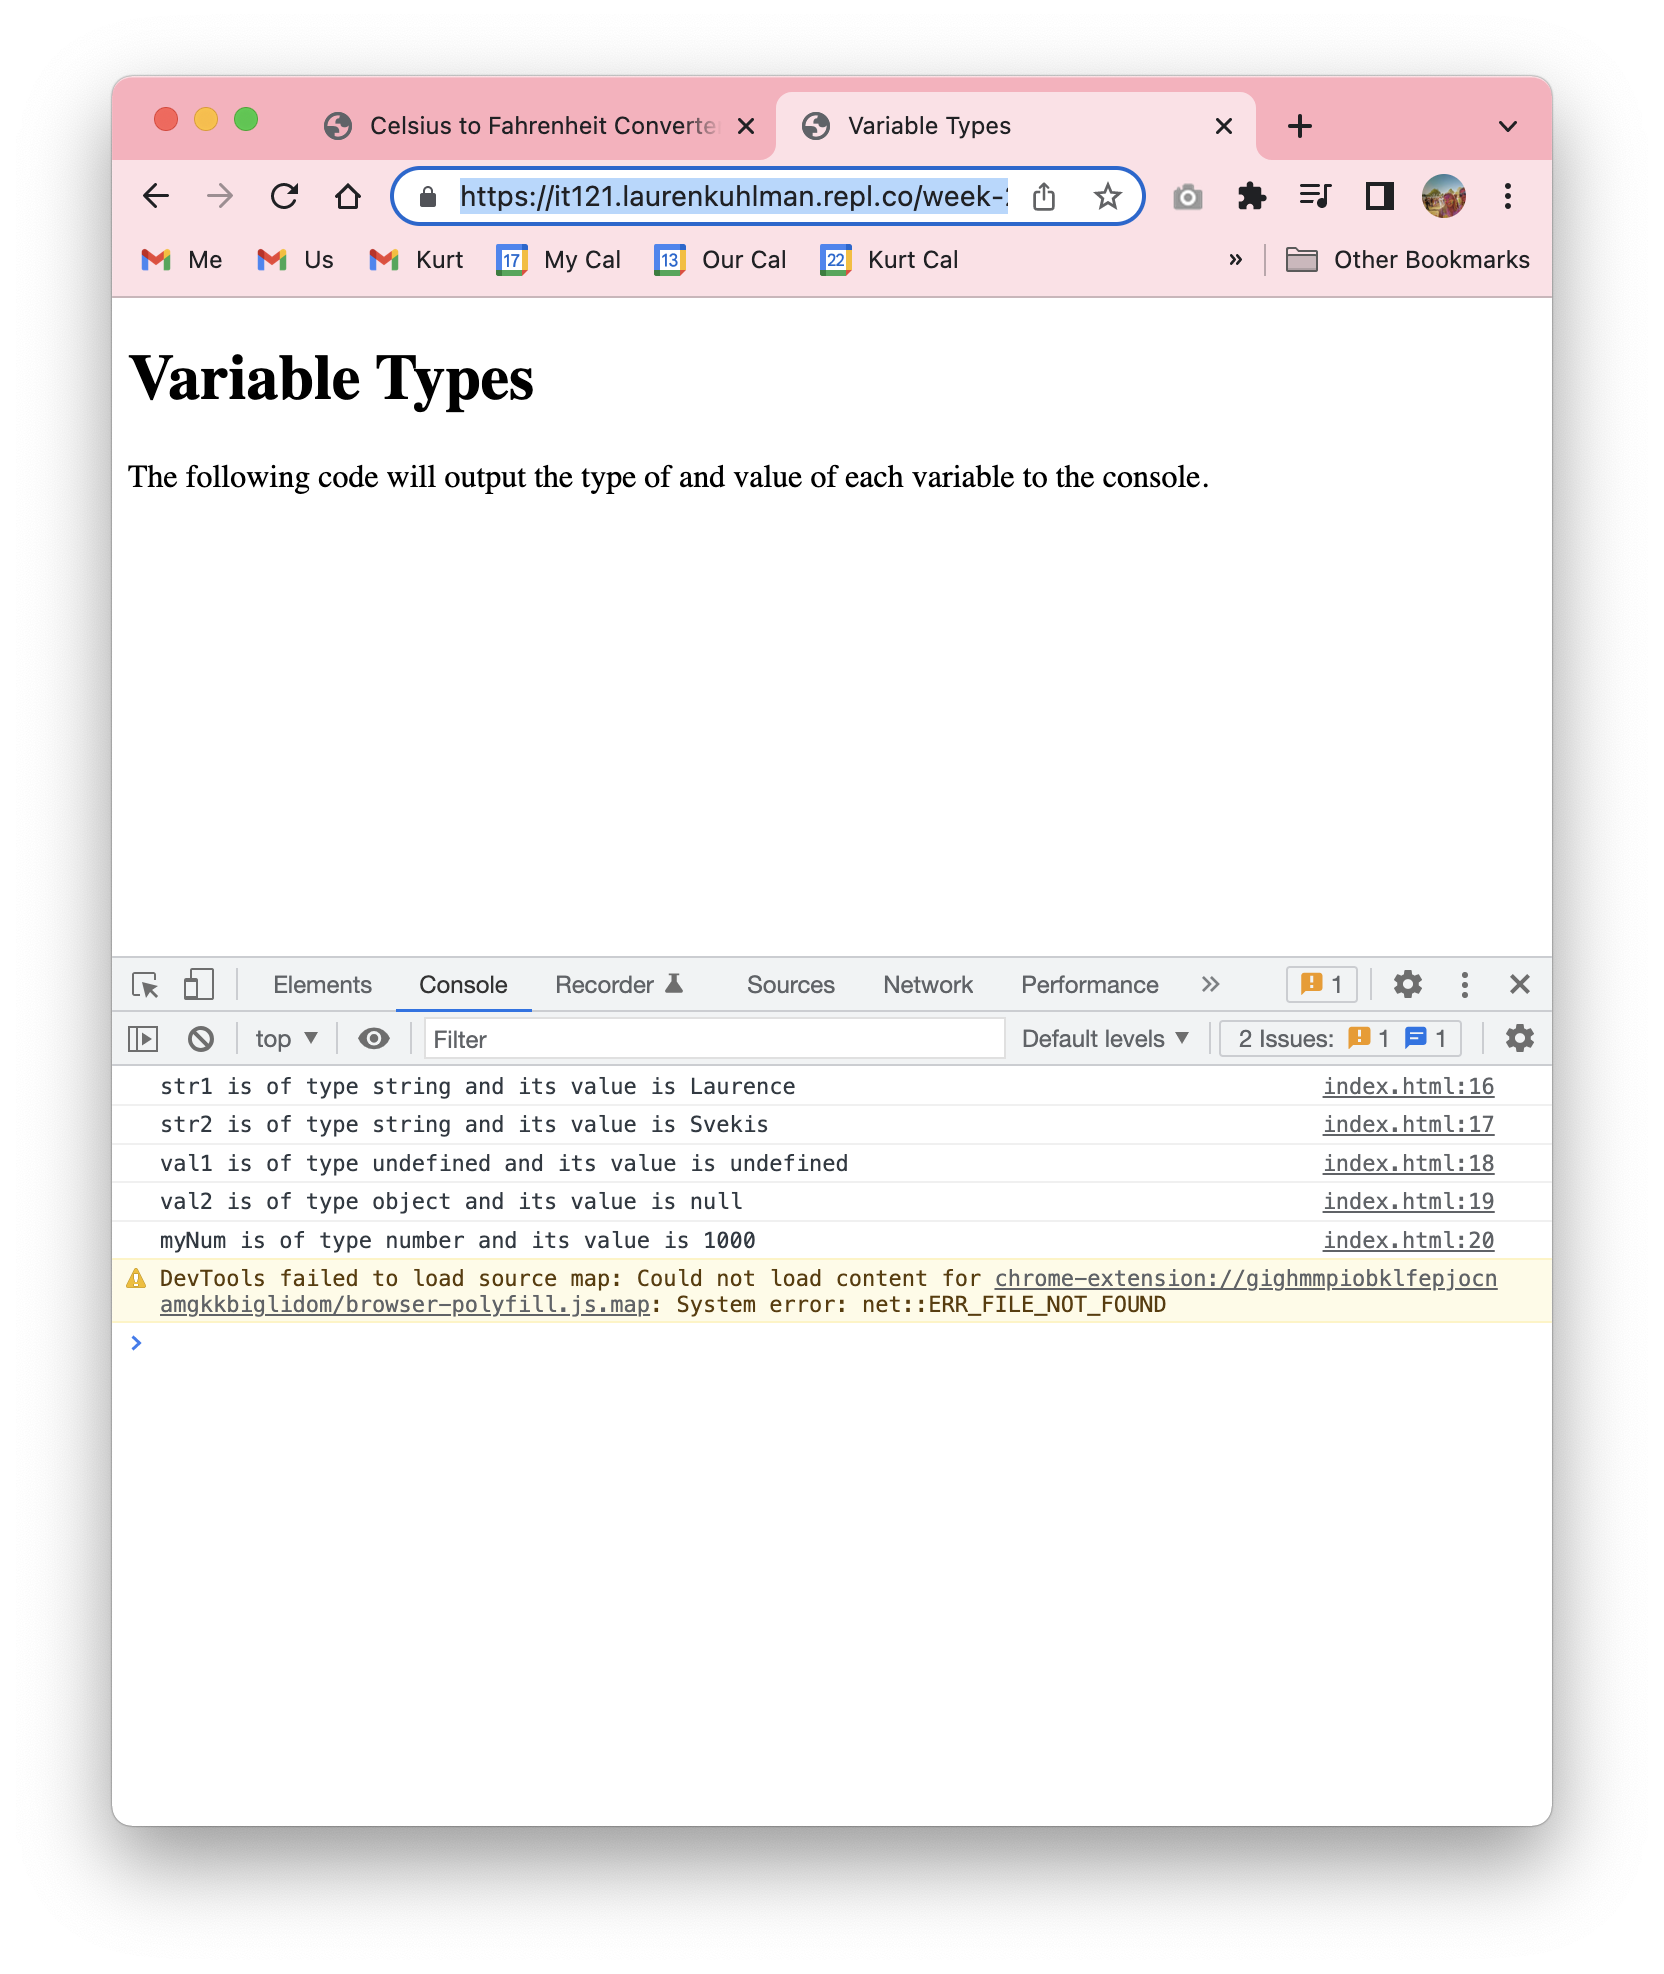 Celsius to Fahrenheit Converte
Variable Types
https://it121.laurenkuhlman.repl.co/week-
Me Us Kurt 17 My Cal 13 Our Cal 22 Kurt Cal » Other Bookmarks
Variable Types
The following code will output the type of and value of each variable to the console.
Elements Console Recorder Sources Network Performance 1
top Filter Default levels 2 Issues: 1 1
str1 is of type string and its value is Laurence index.html:16
str2 is of type string and its value is Svekis index.html:17
val1 is of type undefined and its value is undefined index.html:18
val2 is of type object and its value is null index.html:19
myNum is of type number and its value is 1000 index.html:20
DevTools failed to load source map: Could not load content for chrome-extension://gighmmpiobklfepjocn
amgkkbiglidom/browser-polyfill.js.map: System error: net::ERR_FILE_NOT_FOUND